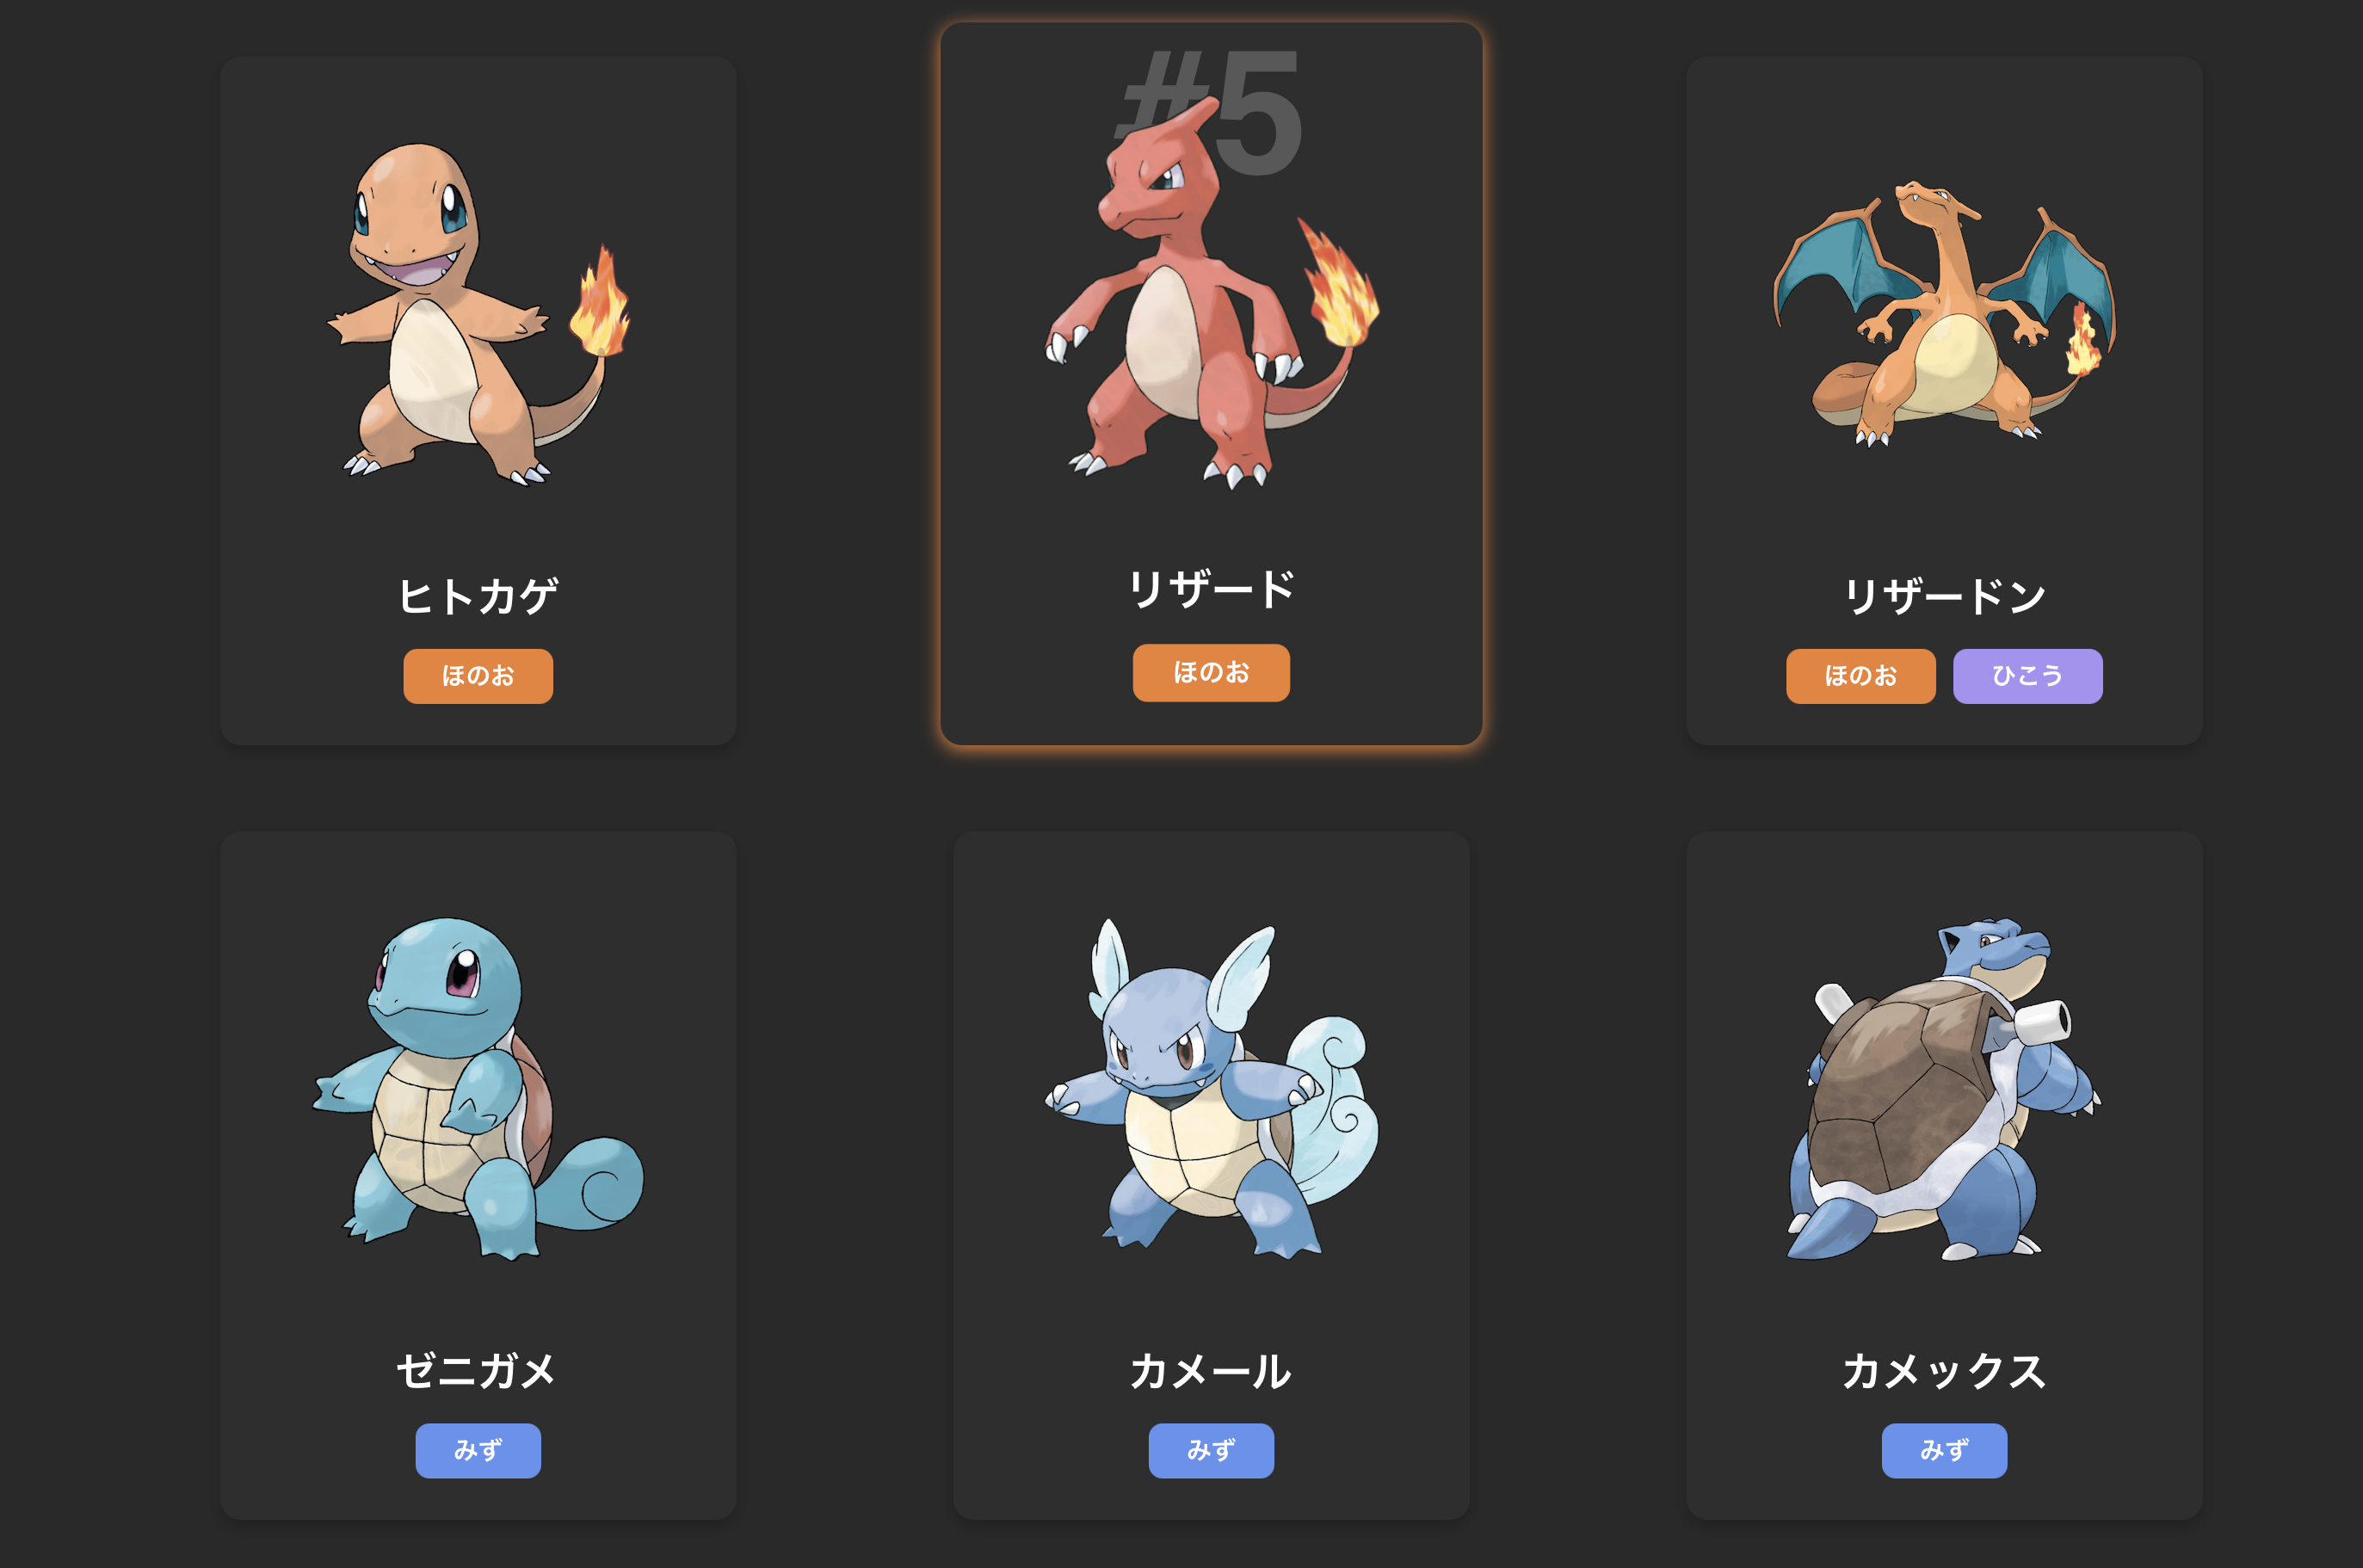 #5
ヒトカゲ
ほのお
リザード
ほのお
リザードン
ほのお ひこう
ゼニガメ
みず
カメール
みず
カメックス
みず